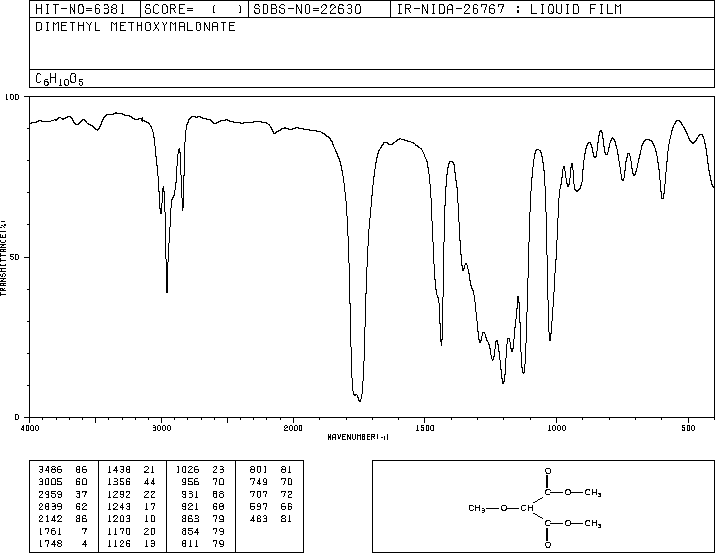 HIT-NO=6381 SCORE= ( ) SDBS-NO=22630 IR-NIDA-26767 : LIQUID FILM
DIMETHYL METHOXYMALONATE
C6H10O5
100
50
0
TRANSMITTANCE(%)
4000 3000 2000 1500 1000 500
WAVENUMBER(-1)
3486 86 1438 21 1026 23 801 81
3005 60 1356 44 956 70 749 70
2959 37 1292 22 931 68 707 72
2839 62 1243 17 921 68 597 66
2142 86 1203 10 863 79 483 81
1761 7 1170 20 854 79
1748 4 1126 13 811 79
O
C—O—CH3
CH3—O—CH
C—O—CH3
O